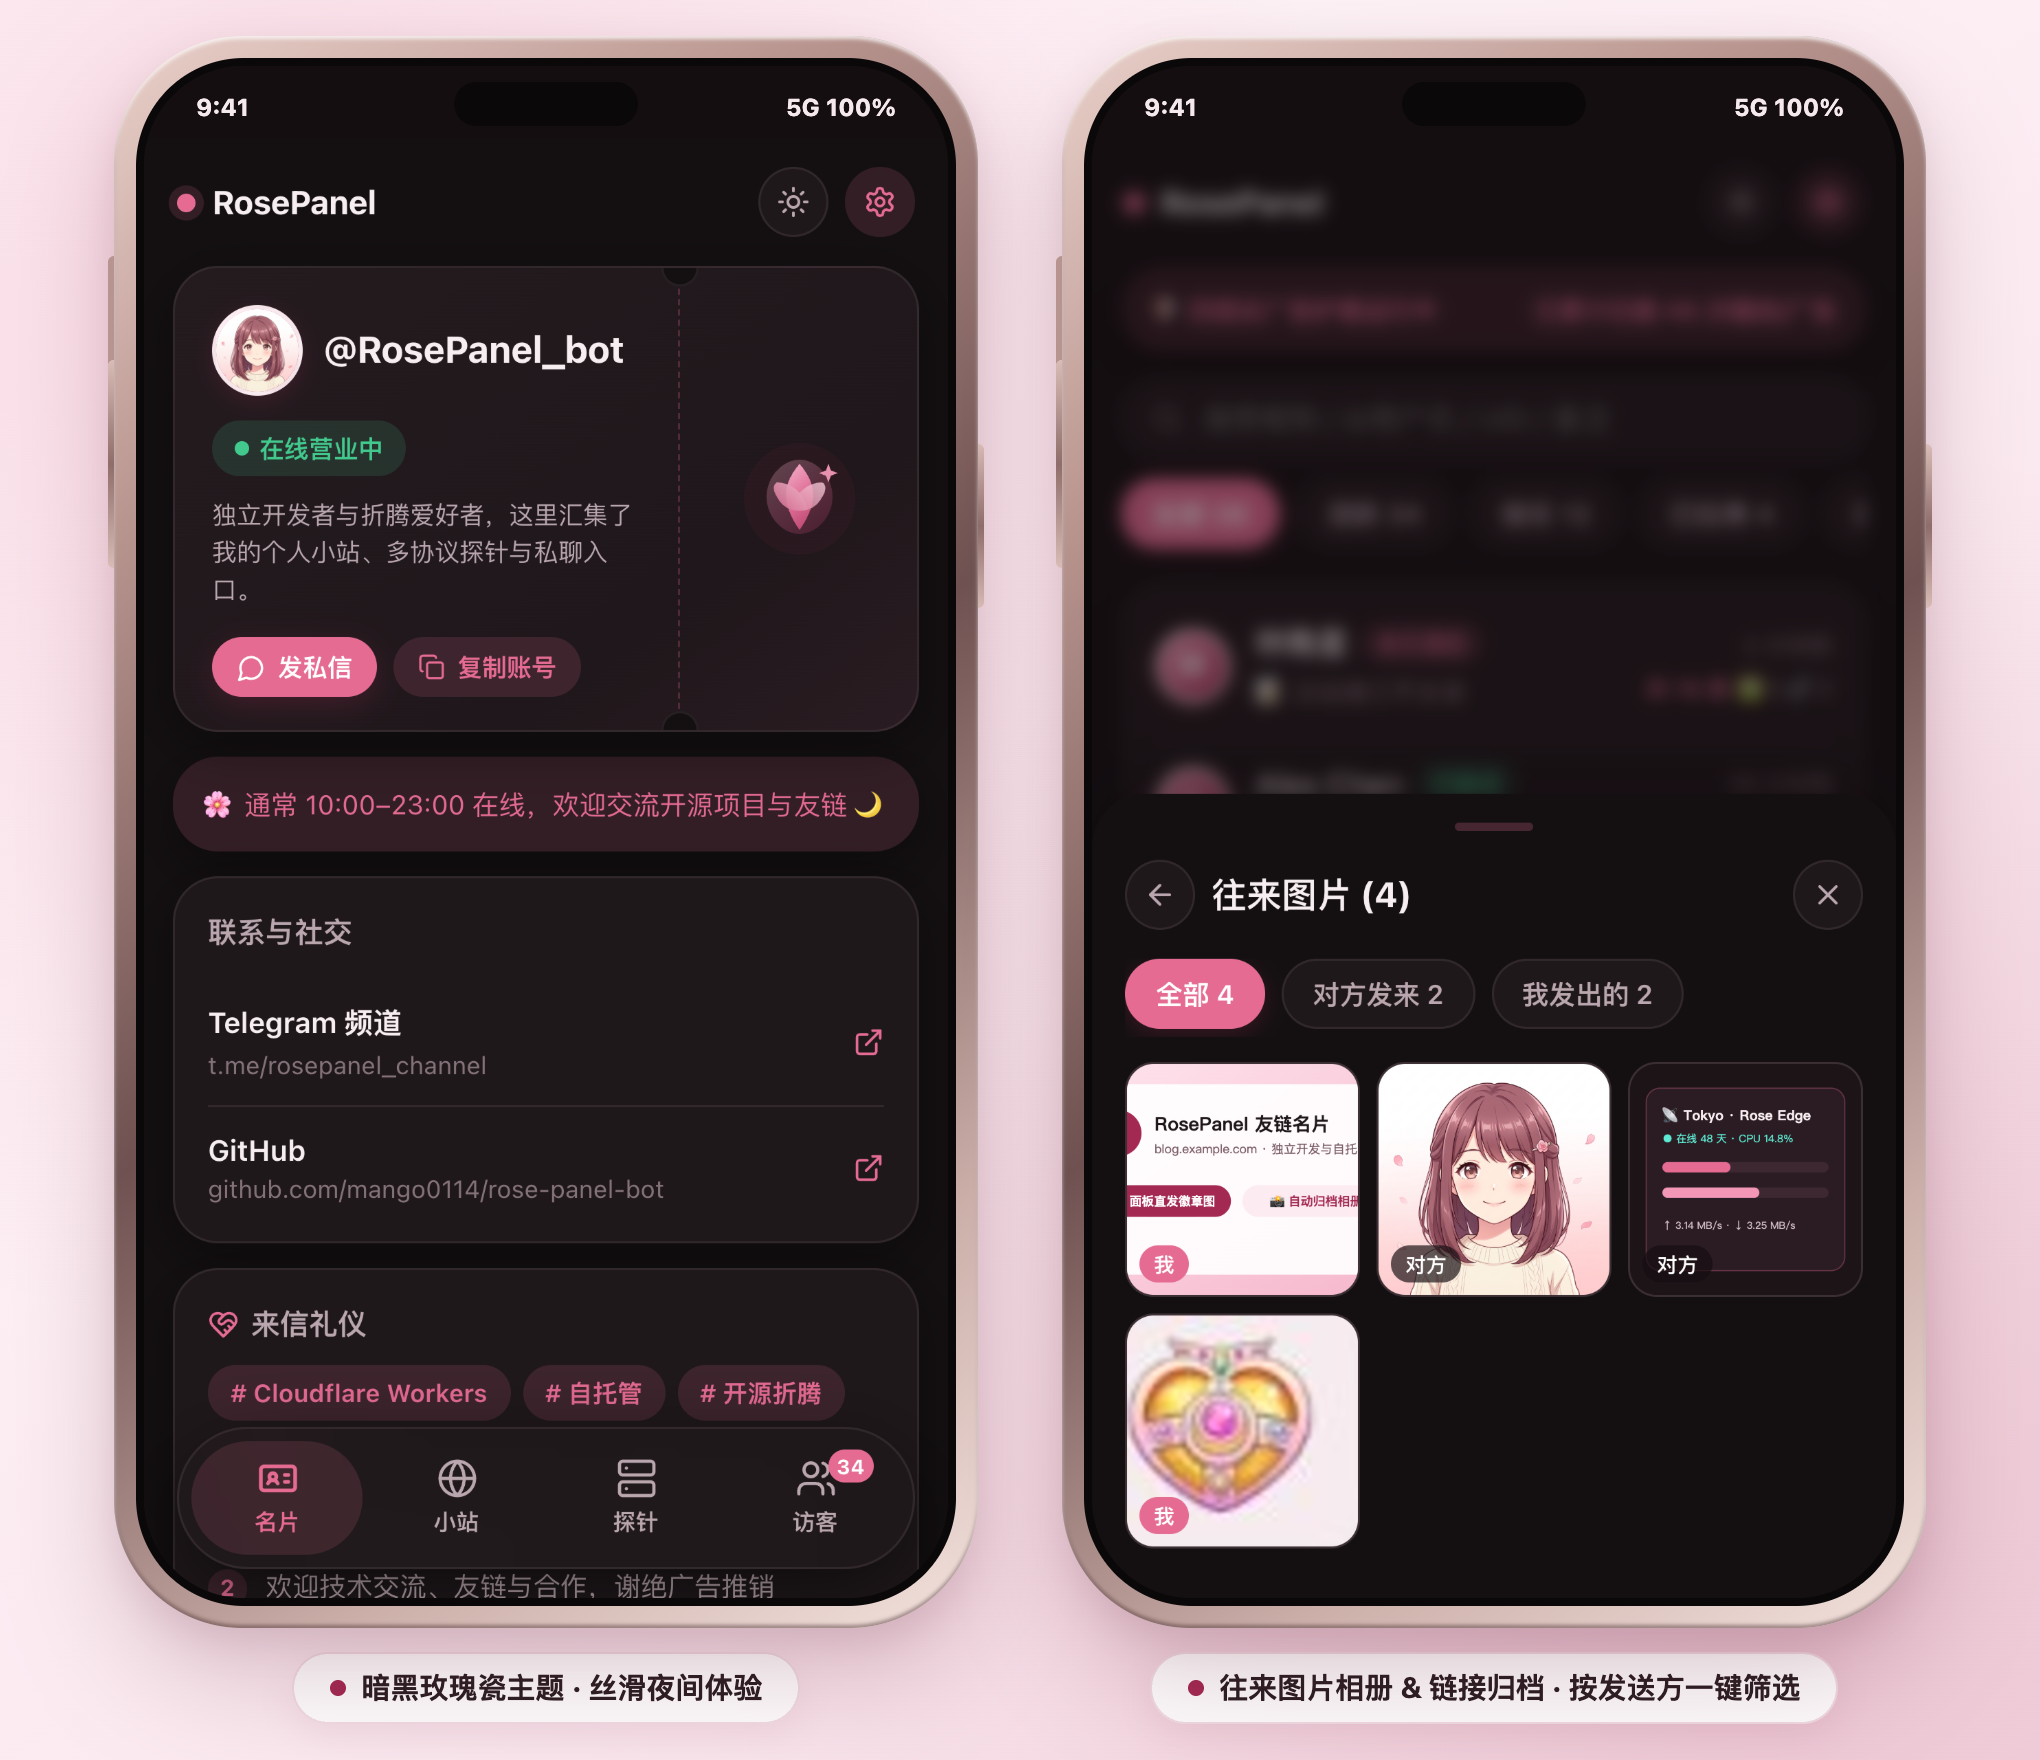 9:41
5G 100%
RosePanel
@RosePanel_bot
在线营业中
独立开发者与折腾爱好者，这里汇集了
我的个人小站、多协议探针与私聊入
口。
发私信
复制账号
🌸 通常 10:00–23:00 在线，欢迎交流开源项目与友链 🌙
联系与社交
Telegram 频道
t.me/rosepanel_channel
GitHub
github.com/mango0114/rose-panel-bot
来信礼仪
# Cloudflare Workers
# 自托管
# 开源折腾
名片
小站
探针
34
访客
2 欢迎技术交流、友链与合作，谢绝广告推销
暗黑玫瑰瓷主题 · 丝滑夜间体验
9:41
5G 100%
往来图片 (4)
全部 4
对方发来 2
我发出的 2
RosePanel 友链名片
blog.example.com · 独立开发与自托
面板直发徽章图
📸 自动归档相册
我
对方
📡 Tokyo · Rose Edge
在线 48 天 · CPU 14.8%
↑ 3.14 MB/s · ↓ 3.25 MB/s
对方
我
往来图片相册 & 链接归档 · 按发送方一键筛选